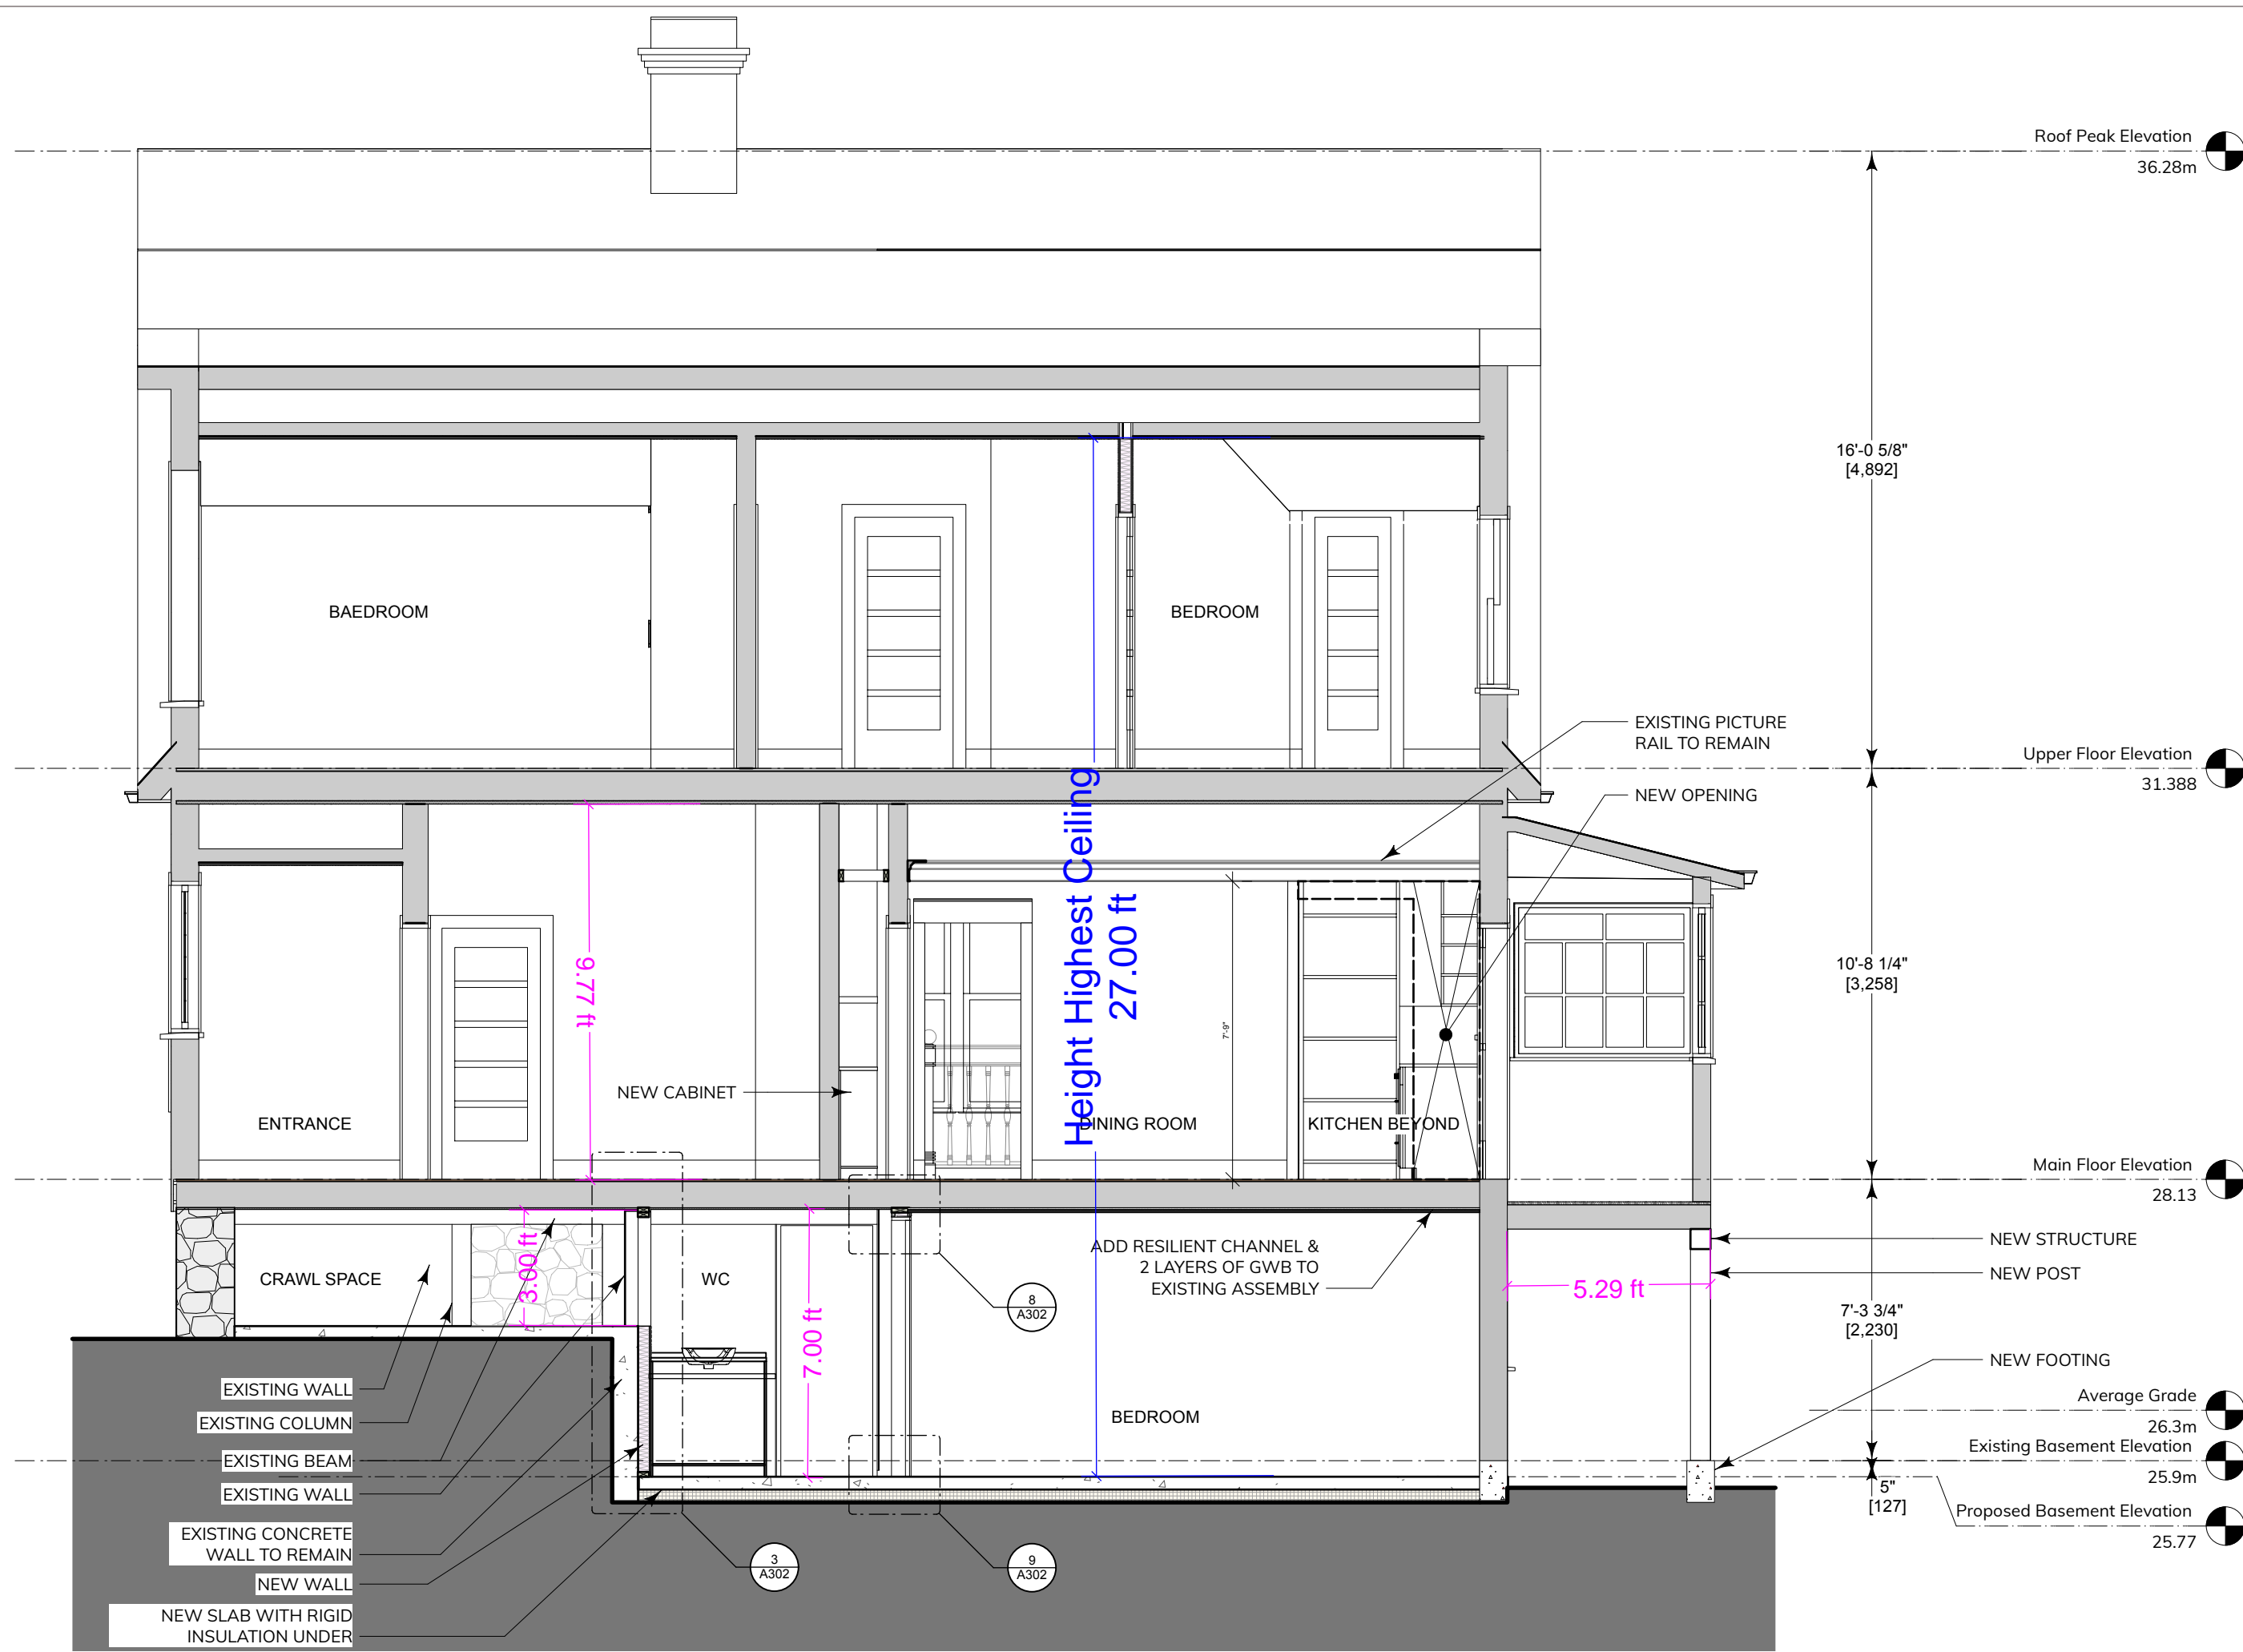 Roof Peak Elevation
36.28m
16'-0 5/8"
[4,892]
BAEDROOM
BEDROOM
EXISTING PICTURE
RAIL TO REMAIN
Upper Floor Elevation
31.388
NEW OPENING
Height Highest Ceiling
27.00 ft
9.77 ft
10'-8 1/4"
[3,258]
7'-9"
NEW CABINET
ENTRANCE
DINING ROOM
KITCHEN BEYOND
Main Floor Elevation
28.13
CRAWL SPACE
3.00 ft
WC
7.00 ft
ADD RESILIENT CHANNEL &
2 LAYERS OF GWB TO
EXISTING ASSEMBLY
8
A302
5.29 ft
NEW STRUCTURE
NEW POST
7'-3 3/4"
[2,230]
NEW FOOTING
EXISTING WALL
EXISTING COLUMN
EXISTING BEAM
EXISTING WALL
EXISTING CONCRETE
WALL TO REMAIN
NEW WALL
NEW SLAB WITH RIGID
INSULATION UNDER
BEDROOM
Average Grade
26.3m
Existing Basement Elevation
25.9m
5"
[127]
Proposed Basement Elevation
25.77
3
A302
9
A302